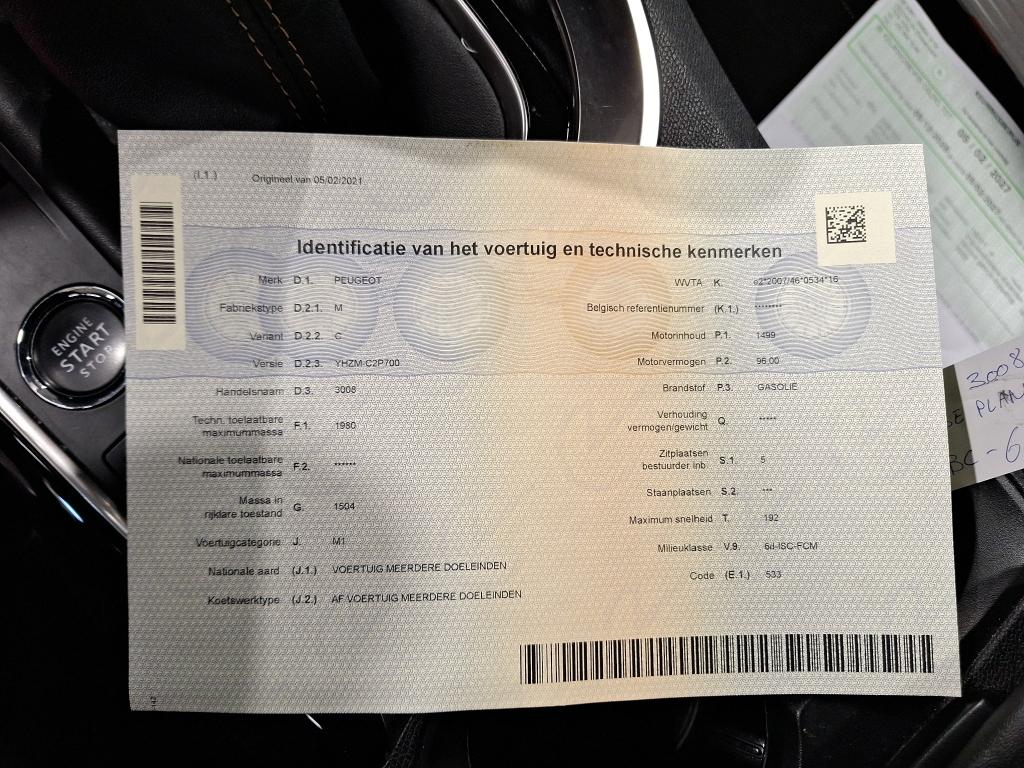 (I.1.) Origineel van 05/02/2021
Identificatie van het voertuig en technische kenmerken
Merk D.1. PEUGEOT
Fabriekstype D.2.1. M
Variant D.2.2. C
Versie D.2.3. YHZM-C2P700
Handelsnaam D.3. 3008
Techn. toelaatbare
maximummassa F.1. 1980
Nationale toelaatbare
maximummassa F.2. ******
Massa in
rijklare toestand G. 1504
Voertuigcategorie J. M1
Nationale aard (J.1.) VOERTUIG MEERDERE DOELEINDEN
Koetswerktype (J.2.) AF VOERTUIG MEERDERE DOELEINDEN
WVTA K. e2*2007/46*0534*16
Belgisch referentienummer (K.1.) ********
Motorinhoud P.1. 1499
Motorvermogen P.2. 96.00
Brandstof P.3. GASOLIE
Verhouding
vermogen/gewicht Q. *****
Zitplaatsen
bestuurder inb. S.1. 5
Staanplaatsen S.2. ***
Maximum snelheid T. 192
Milieuklasse V.9. 6d-ISC-FCM
Code (E.1.) 533
ENGINE
START
STOP
3008